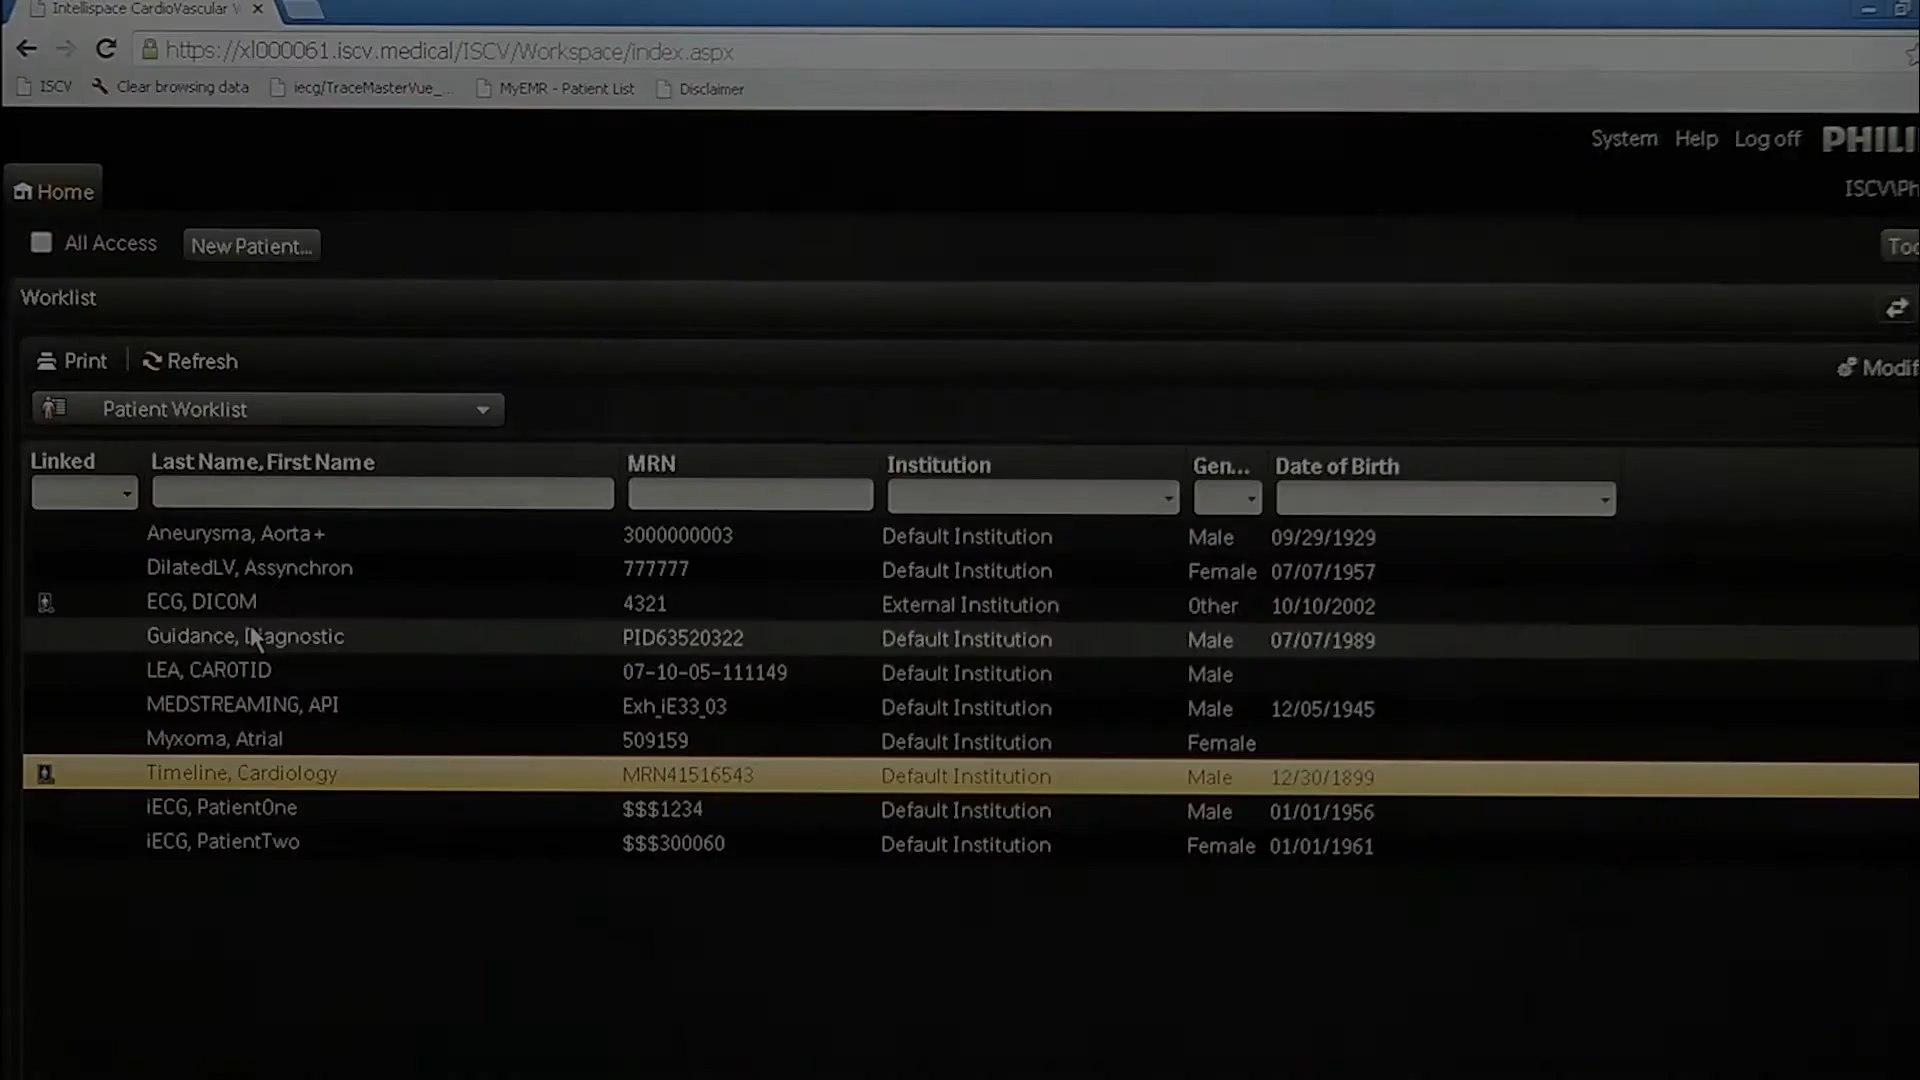 Intellispace CardioVascular
https://xl000061.iscv.medical/ISCV/Workspace/index.aspx
ISCV Clear browsing data iecg/TraceMasterVue_... MyEMR - Patient List Disclaimer
System Help Log off PHILI
ISCV\Ph
Home
All Access New Patient... Too
Worklist
Print Refresh Modif
Patient Worklist
Linked Last Name, First Name MRN Institution Gen... Date of Birth
Aneurysma, Aorta+ 3000000003 Default Institution Male 09/29/1929
DilatedLV, Assynchron 777777 Default Institution Female 07/07/1957
ECG, DICOM 4321 External Institution Other 10/10/2002
Guidance, Diagnostic PID63520322 Default Institution Male 07/07/1989
LEA, CAROTID 07-10-05-111149 Default Institution Male
MEDSTREAMING, API Exh_iE33_03 Default Institution Male 12/05/1945
Myxoma, Atrial 509159 Default Institution Female
Timeline, Cardiology MRN41516543 Default Institution Male 12/30/1899
iECG, PatientOne $$$1234 Default Institution Male 01/01/1956
iECG, PatientTwo $$$300060 Default Institution Female 01/01/1961